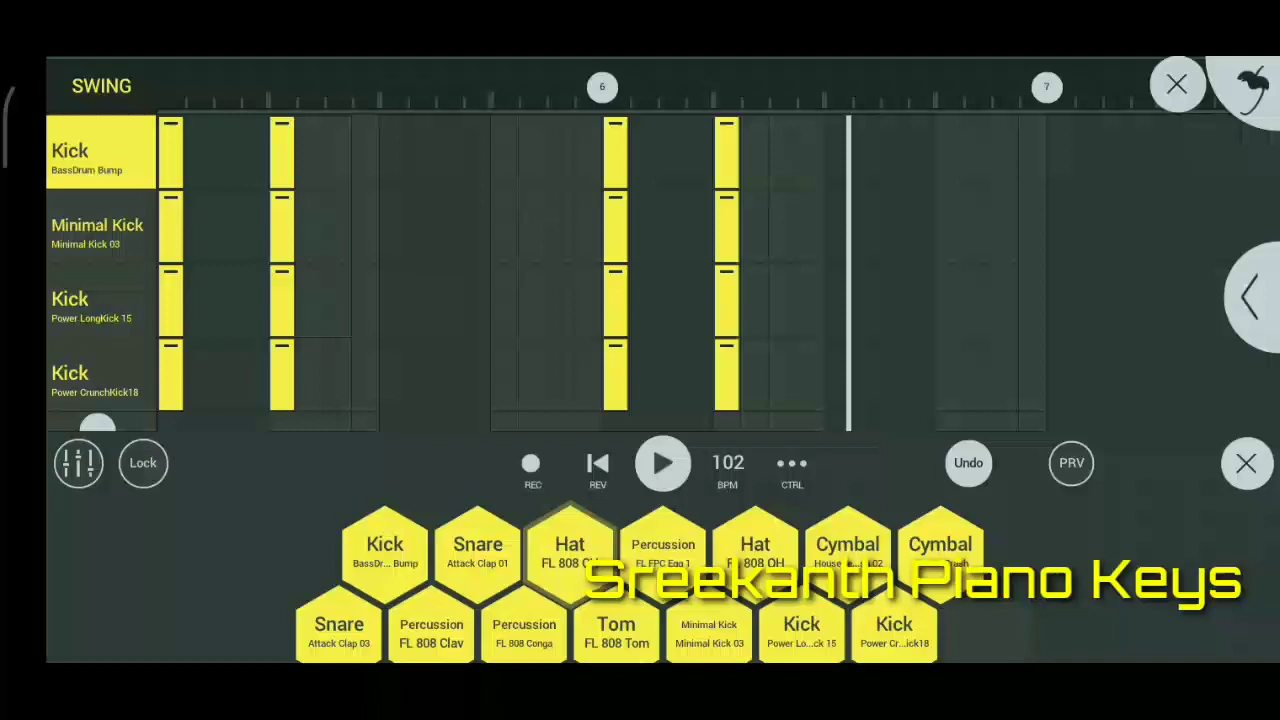 SWING
6
7
Kick
BassDrum Bump
Minimal Kick
Minimal Kick 03
Kick
Power LongKick 15
Kick
Power CrunchKick18
Lock
REC
REV
102
BPM
CTRL
Undo
PRV
Kick
BassDr... Bump
Snare
Attack Clap 01
Hat
FL 808
Percussion
FL FPC Egg 1
Hat
FL 808 OH
Cymbal
Cymbal
Sreekanth Piano Keys
Snare
Attack Clap 03
Percussion
FL 808 Clav
Percussion
FL 808 Conga
Tom
FL 808 Tom
Minimal Kick
Minimal Kick 03
Kick
Power Lo...ck 15
Kick
Power Cr...ick18